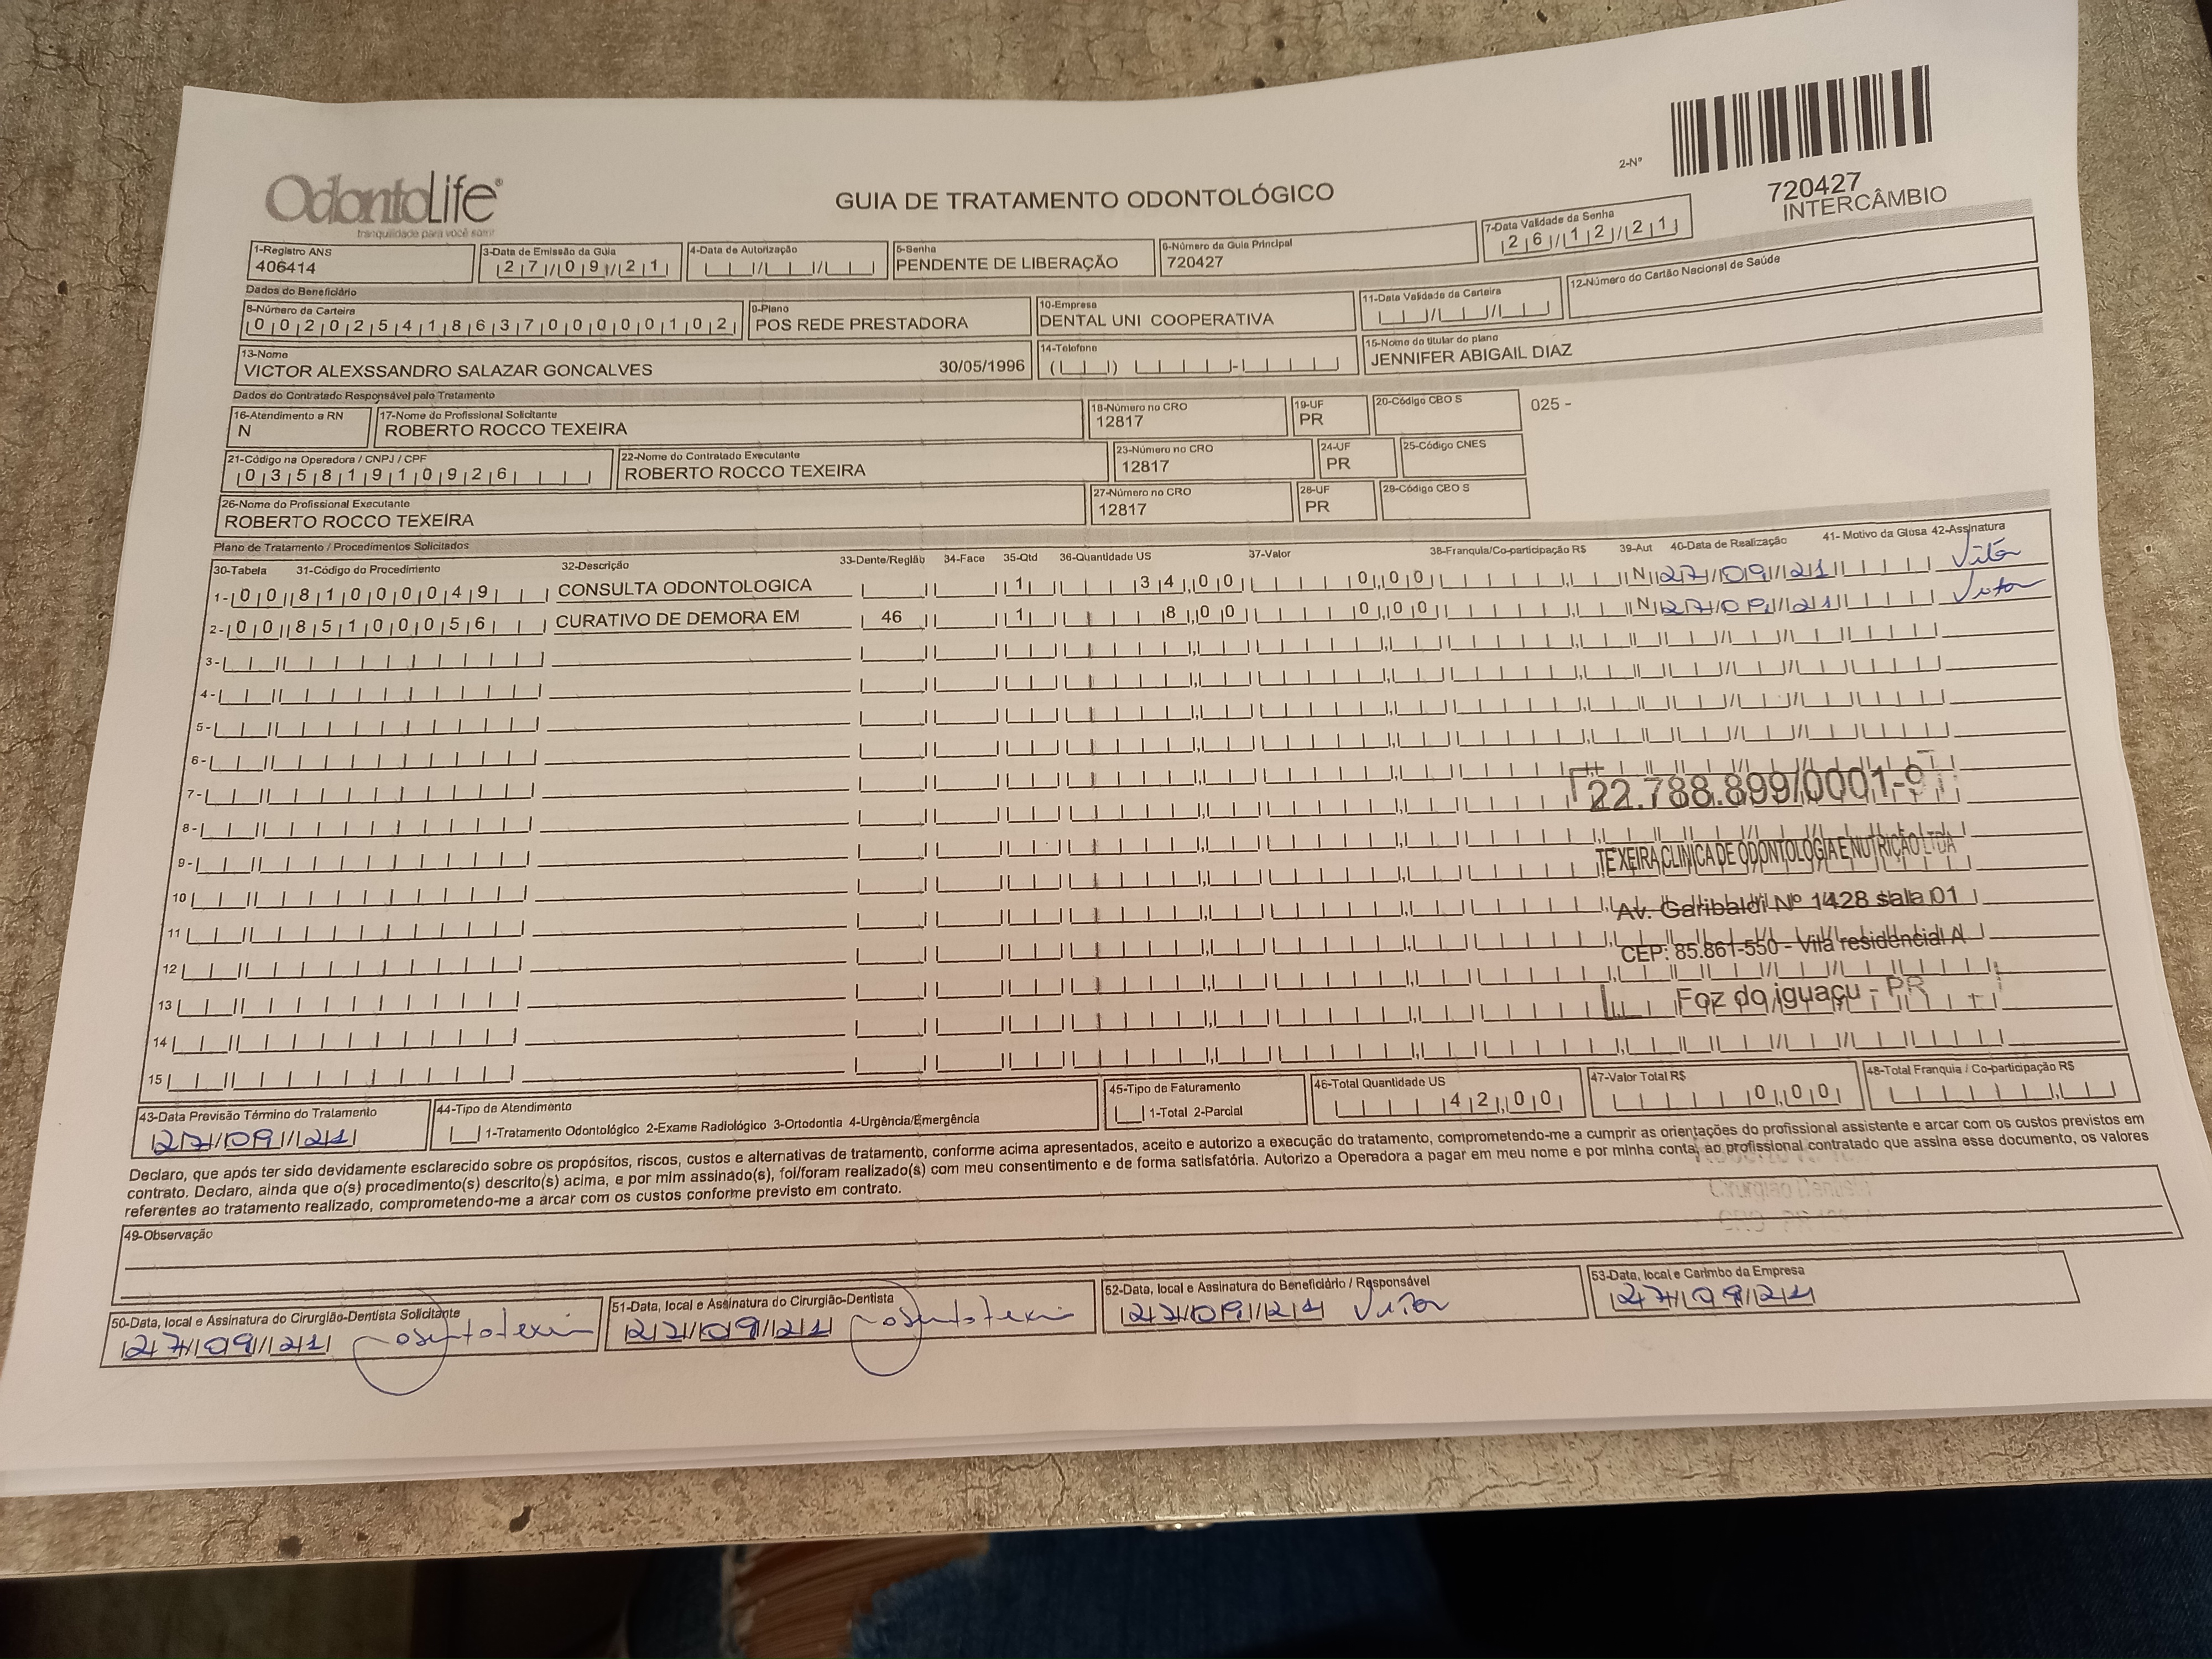 OdontoLife®
tranquilidade para você sorrir
GUIA DE TRATAMENTO ODONTOLÓGICO
2-Nº
720427
INTERCÂMBIO
1-Registro ANS
406414
3-Data de Emissão da Guia
27/09/21
4-Data de Autorização
5-Senha
PENDENTE DE LIBERAÇÃO
6-Número da Guia Principal
720427
7-Data Validade da Senha
26/12/21
Dados do Beneficiário
8-Número da Carteira
00202541863700000102
9-Plano
POS REDE PRESTADORA
10-Empresa
DENTAL UNI COOPERATIVA
11-Data Validade da Carteira
12-Número do Cartão Nacional de Saúde
13-Nome
VICTOR ALEXSSANDRO SALAZAR GONCALVES 30/05/1996
14-Telefone
15-Nome do titular do plano
JENNIFER ABIGAIL DIAZ
Dados do Contratado Responsável pelo Tratamento
16-Atendimento a RN
N
17-Nome do Profissional Solicitante
ROBERTO ROCCO TEXEIRA
18-Número no CRO
12817
19-UF
PR
20-Código CBO S
025 -
21-Código na Operadora / CNPJ / CPF
03581910926
22-Nome do Contratado Executante
ROBERTO ROCCO TEXEIRA
23-Número no CRO
12817
24-UF
PR
25-Código CNES
26-Nome do Profissional Executante
ROBERTO ROCCO TEXEIRA
27-Número no CRO
12817
28-UF
PR
29-Código CBO S
Plano de Tratamento / Procedimentos Solicitados
30-Tabela 31-Código do Procedimento 32-Descrição 33-Dente/Região 34-Face 35-Qtd 36-Quantidade US 37-Valor 38-Franquia/Co-participação R$ 39-Aut 40-Data de Realização 41- Motivo da Glosa 42-Assinatura
1- 00 81000049 CONSULTA ODONTOLOGICA 1 34,00 0,00 N 27/09/21 Vitor
2- 00 85100056 CURATIVO DE DEMORA EM 46 1 8,00 0,00 N 27/09/21 Vitor
3-
4-
5-
6-
7-
8-
9-
10
11
12
13
14
15
22.788.899/0001-9
TEXEIRA CLINICA DE ODONTOLOGIA E NUTRIÇÃO LTDA
Av. Garibaldi Nº 1428 sala 01
CEP: 85.861-550 - Vila residencial A
Foz do iguaçu - PR
43-Data Previsão Término do Tratamento
27/09/21
44-Tipo de Atendimento
1-Tratamento Odontológico 2-Exame Radiológico 3-Ortodontia 4-Urgência/Emergência
45-Tipo de Faturamento
1-Total 2-Parcial
46-Total Quantidade US
42,00
47-Valor Total R$
0,00
48-Total Franquia / Co-participação R$
Declaro, que após ter sido devidamente esclarecido sobre os propósitos, riscos, custos e alternativas de tratamento, conforme acima apresentados, aceito e autorizo a execução do tratamento, comprometendo-me a cumprir as orientações do profissional assistente e arcar com os custos previstos em
contrato. Declaro, ainda que o(s) procedimento(s) descrito(s) acima, e por mim assinado(s), foi/foram realizado(s) com meu consentimento e de forma satisfatória. Autorizo a Operadora a pagar em meu nome e por minha conta, ao profissional contratado que assina esse documento, os valores
referentes ao tratamento realizado, comprometendo-me a arcar com os custos conforme previsto em contrato.
Cirurgião Dentista
49-Observação
50-Data, local e Assinatura do Cirurgião-Dentista Solicitante
27/09/21
51-Data, local e Assinatura do Cirurgião-Dentista
27/09/21
52-Data, local e Assinatura do Beneficiário / Responsável
27/09/21 Vitor
53-Data, local e Carimbo da Empresa
27/09/21